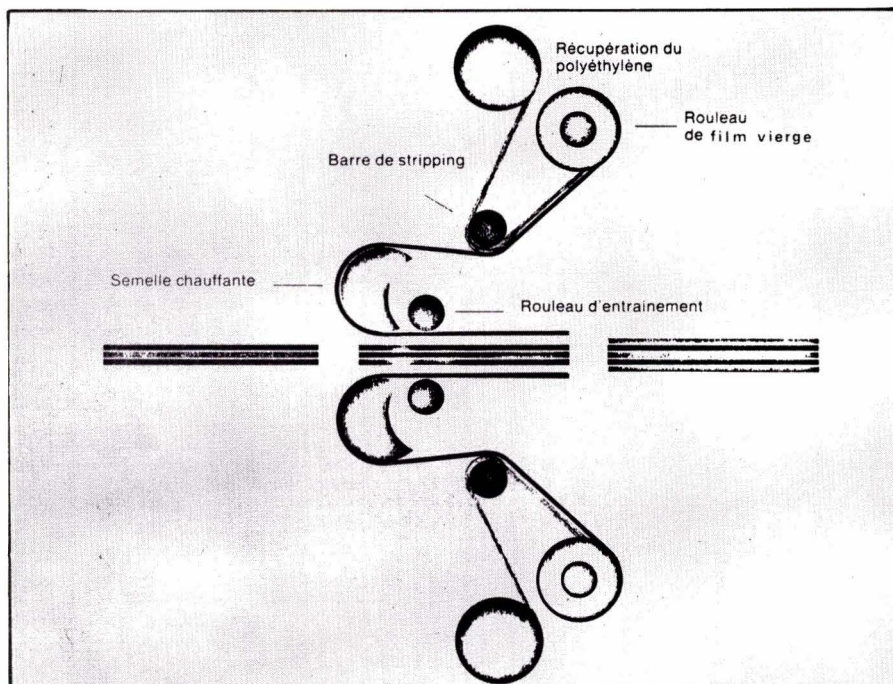 Récupération du
polyéthylène
Rouleau
de film vierge
Barre de stripping
Semelle chauffante
Rouleau d'entrainement